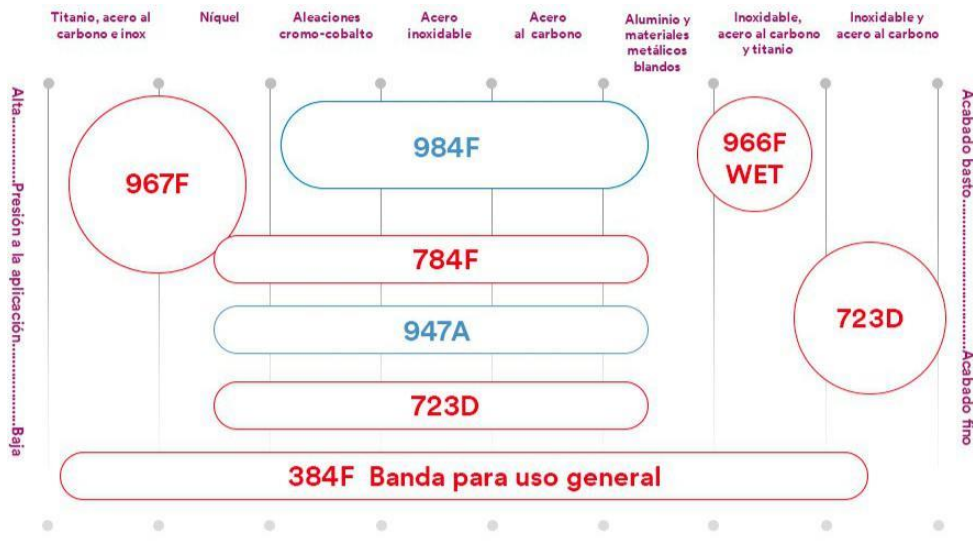 Titanio, acero al
carbono e inox
Níquel
Aleaciones
cromo-cobalto
Acero
inoxidable
Acero
al carbono
Aluminio y
materiales
metálicos
blandos
Inoxidable,
acero al carbono
y titanio
Inoxidable y
acero al carbono
Alta................Presión a la aplicación................Baja
967F
984F
966F
WET
784F
947A
723D
723D
384F Banda para uso general
Acabado basto................................Acabado fino